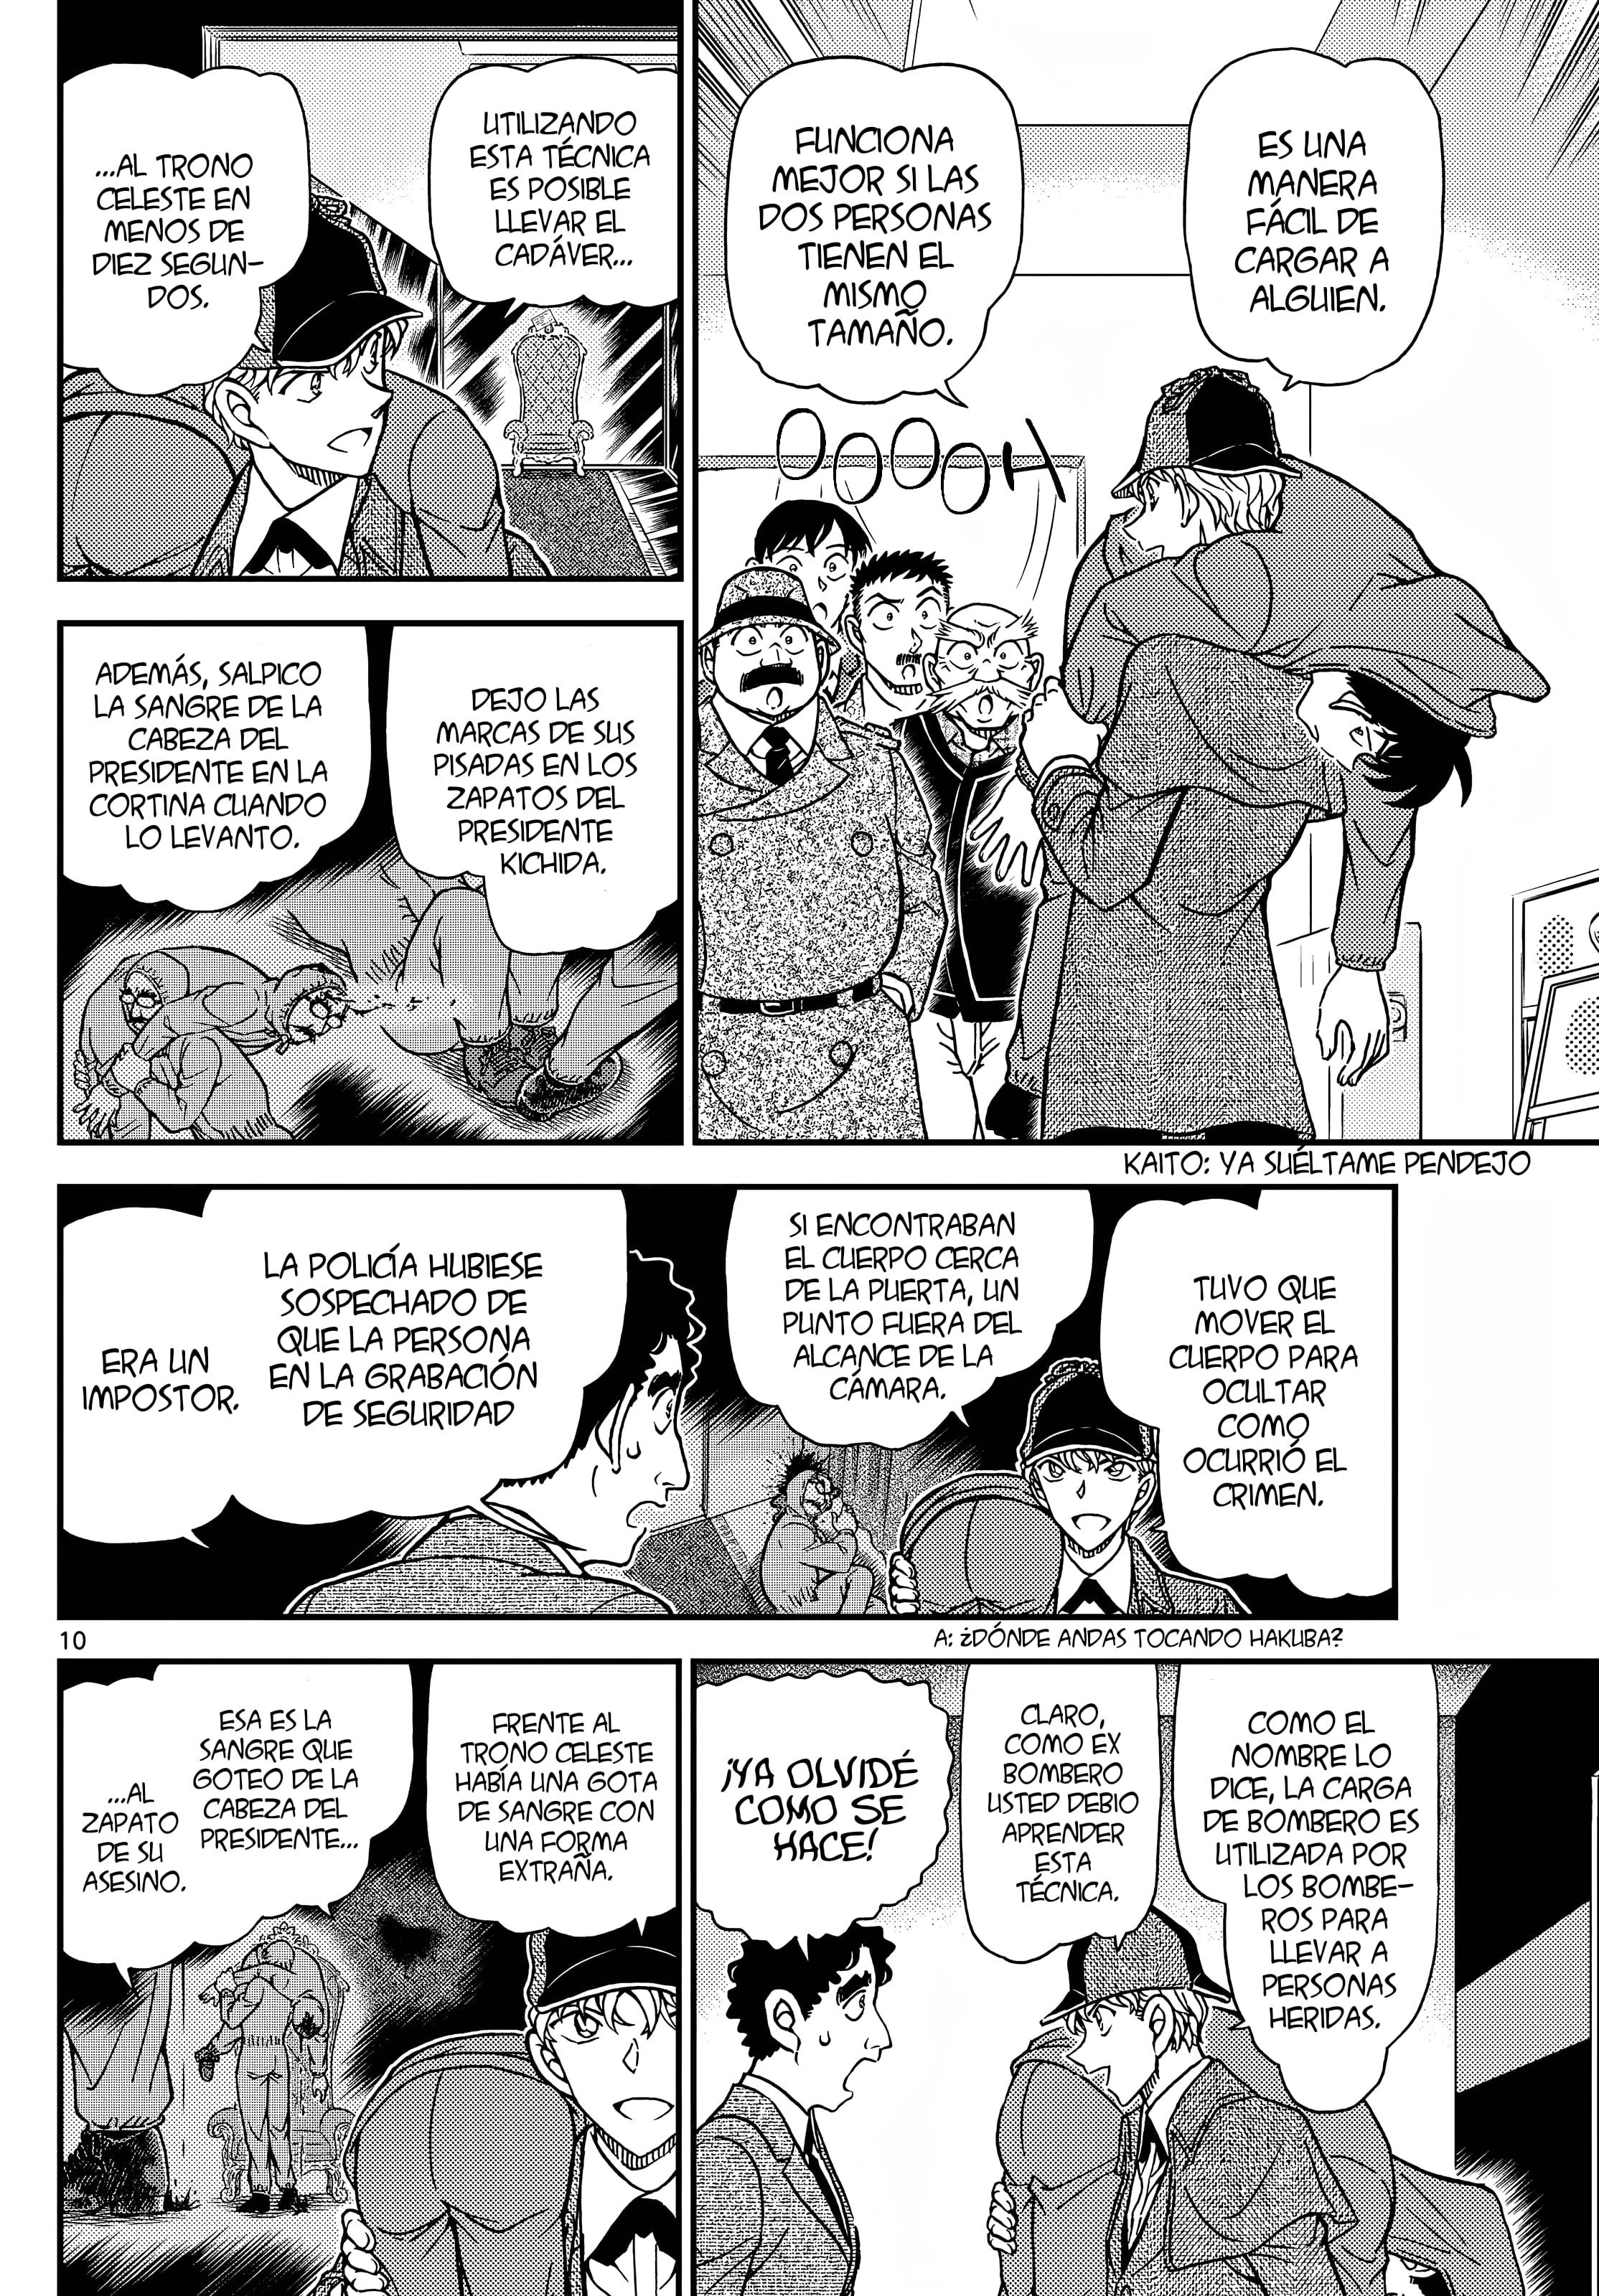 ES UNA
MANERA
FÁCIL DE
CARGAR A
ALGUIEN.
FUNCIONA
MEJOR SI LAS
DOS PERSONAS
TIENEN EL
MISMO
TAMAÑO.
OOOOOH
UTILIZANDO
ESTA TÉCNICA
ES POSIBLE
LLEVAR EL
CADÁVER...
...AL TRONO
CELESTE EN
MENOS DE
DIEZ SEGUN-
DOS.
DEJO LAS
MARCAS DE SUS
PISADAS EN LOS
ZAPATOS DEL
PRESIDENTE
KICHIDA.
ADEMÁS, SALPICO
LA SANGRE DE LA
CABEZA DEL
PRESIDENTE EN LA
CORTINA CUANDO
LO LEVANTO.
KAITO: YA SUÉLTAME PENDEJO
TUVO QUE
MOVER EL
CUERPO PARA
OCULTAR
COMO
OCURRIÓ EL
CRIMEN.
SI ENCONTRABAN
EL CUERPO CERCA
DE LA PUERTA, UN
PUNTO FUERA DEL
ALCANCE DE LA
CÁMARA.
LA POLICÍA HUBIESE
SOSPECHADO DE
QUE LA PERSONA
EN LA GRABACIÓN
DE SEGURIDAD
ERA UN
IMPOSTOR.
10
A: ¿DÓNDE ANDAS TOCANDO HAKUBA?
COMO EL
NOMBRE LO
DICE, LA CARGA
DE BOMBERO ES
UTILIZADA POR
LOS BOMBE-
ROS PARA
LLEVAR A
PERSONAS
HERIDAS.
CLARO,
COMO EX
BOMBERO
USTED DEBIO
APRENDER
ESTA
TÉCNICA.
¡YA OLVIDÉ
COMO SE
HACE!
FRENTE AL
TRONO CELESTE
HABÍA UNA GOTA
DE SANGRE CON
UNA FORMA
EXTRAÑA.
ESA ES LA
SANGRE QUE
GOTEO DE LA
CABEZA DEL
PRESIDENTE...
...AL
ZAPATO
DE SU
ASESINO.